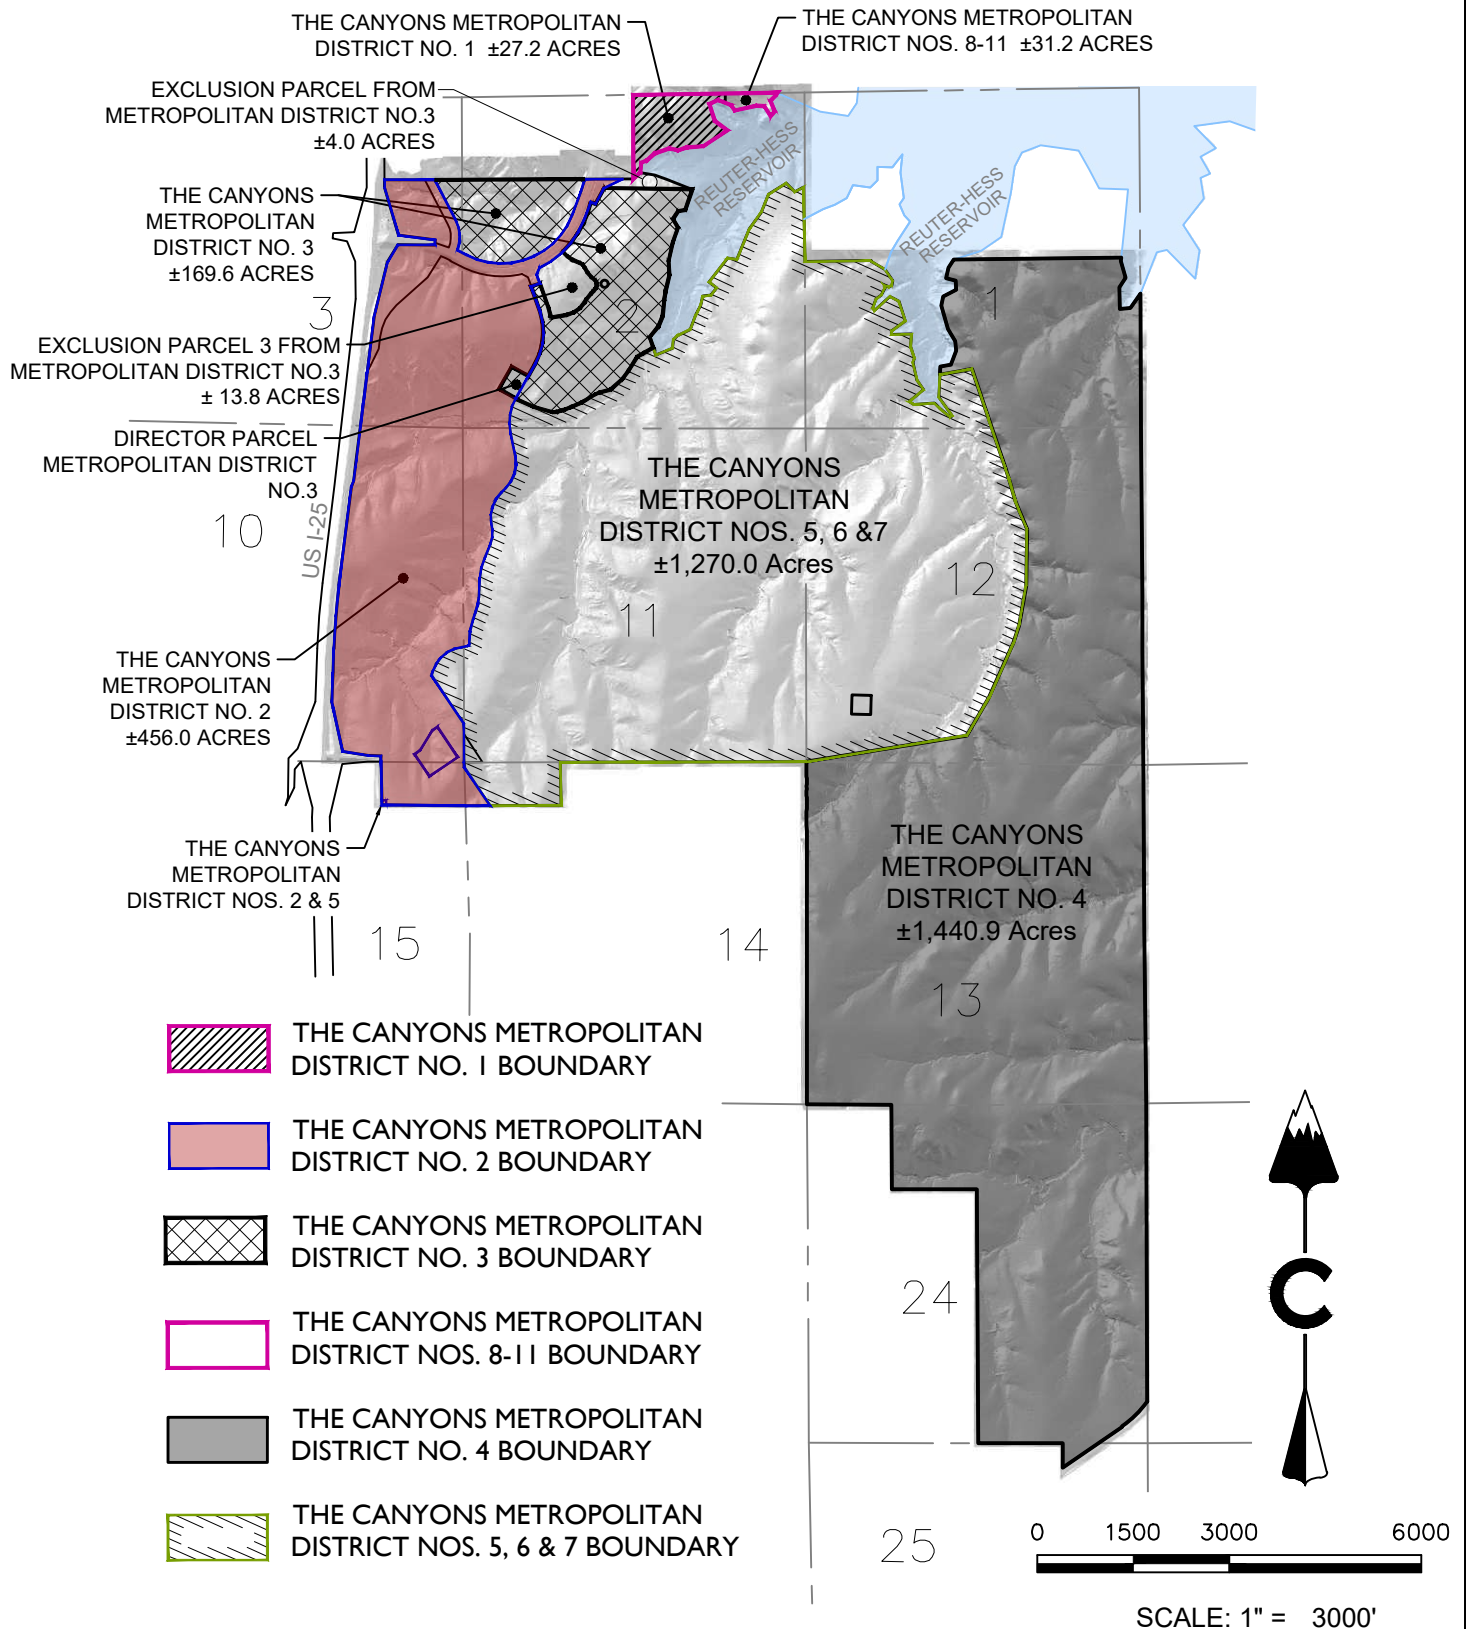 THE CANYONS METROPOLITAN
DISTRICT NO. 1 ±27.2 ACRES
THE CANYONS METROPOLITAN
DISTRICT NOS. 8-11 ±31.2 ACRES
EXCLUSION PARCEL FROM
METROPOLITAN DISTRICT NO.3
±4.0 ACRES
THE CANYONS
METROPOLITAN
DISTRICT NO. 3
±169.6 ACRES
REUTER-HESS
RESERVOIR
REUTER-HESS
RESERVOIR
3
2
1
EXCLUSION PARCEL 3 FROM
METROPOLITAN DISTRICT NO.3
± 13.8 ACRES
DIRECTOR PARCEL
METROPOLITAN DISTRICT
NO.3
THE CANYONS
METROPOLITAN
DISTRICT NOS. 5, 6 &7
±1,270.0 Acres
10
US I-25
11
12
THE CANYONS
METROPOLITAN
DISTRICT NO. 2
±456.0 ACRES
THE CANYONS
METROPOLITAN
DISTRICT NOS. 2 & 5
THE CANYONS
METROPOLITAN
DISTRICT NO. 4
±1,440.9 Acres
15
14
13
THE CANYONS METROPOLITAN
DISTRICT NO. 1 BOUNDARY
THE CANYONS METROPOLITAN
DISTRICT NO. 2 BOUNDARY
THE CANYONS METROPOLITAN
DISTRICT NO. 3 BOUNDARY
THE CANYONS METROPOLITAN
DISTRICT NOS. 8-11 BOUNDARY
THE CANYONS METROPOLITAN
DISTRICT NO. 4 BOUNDARY
THE CANYONS METROPOLITAN
DISTRICT NOS. 5, 6 & 7 BOUNDARY
24
25
C
0 1500 3000 6000
SCALE: 1" = 3000'